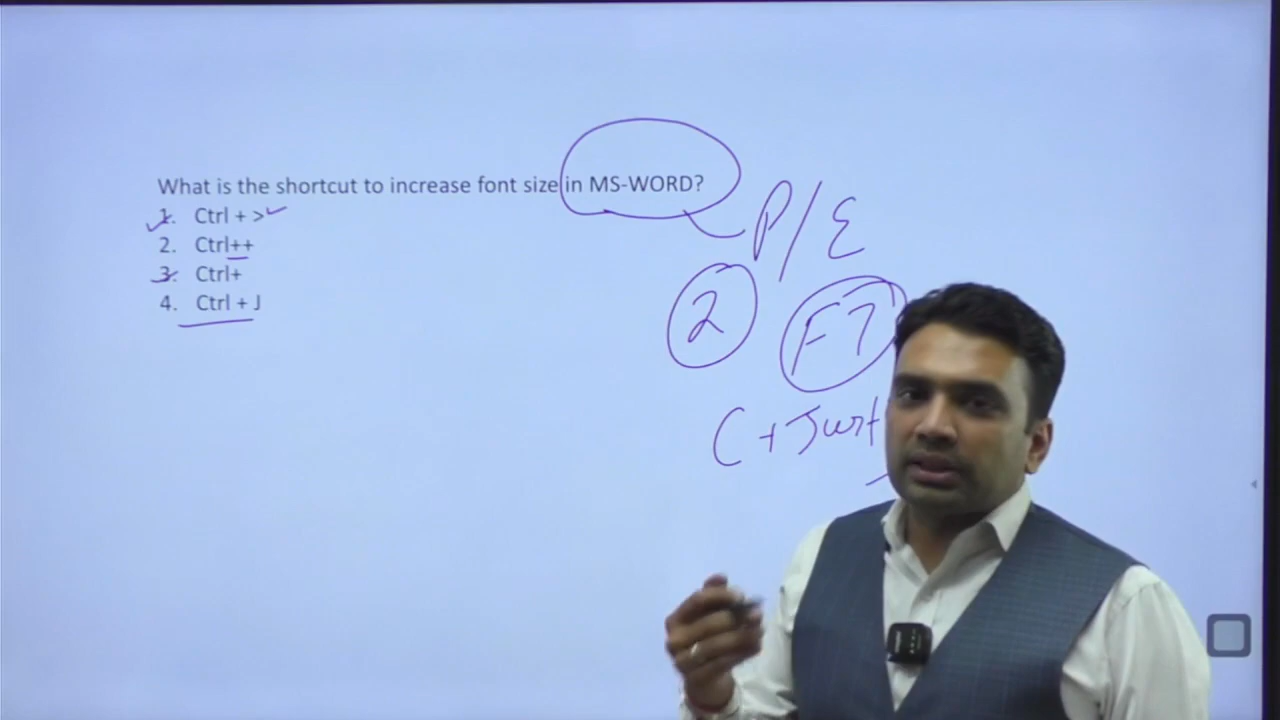 What is the shortcut to increase font size in MS-WORD?
1. Ctrl + >
2. Ctrl++
3. Ctrl+
4. Ctrl + J
P/E
2
F7
C + Just